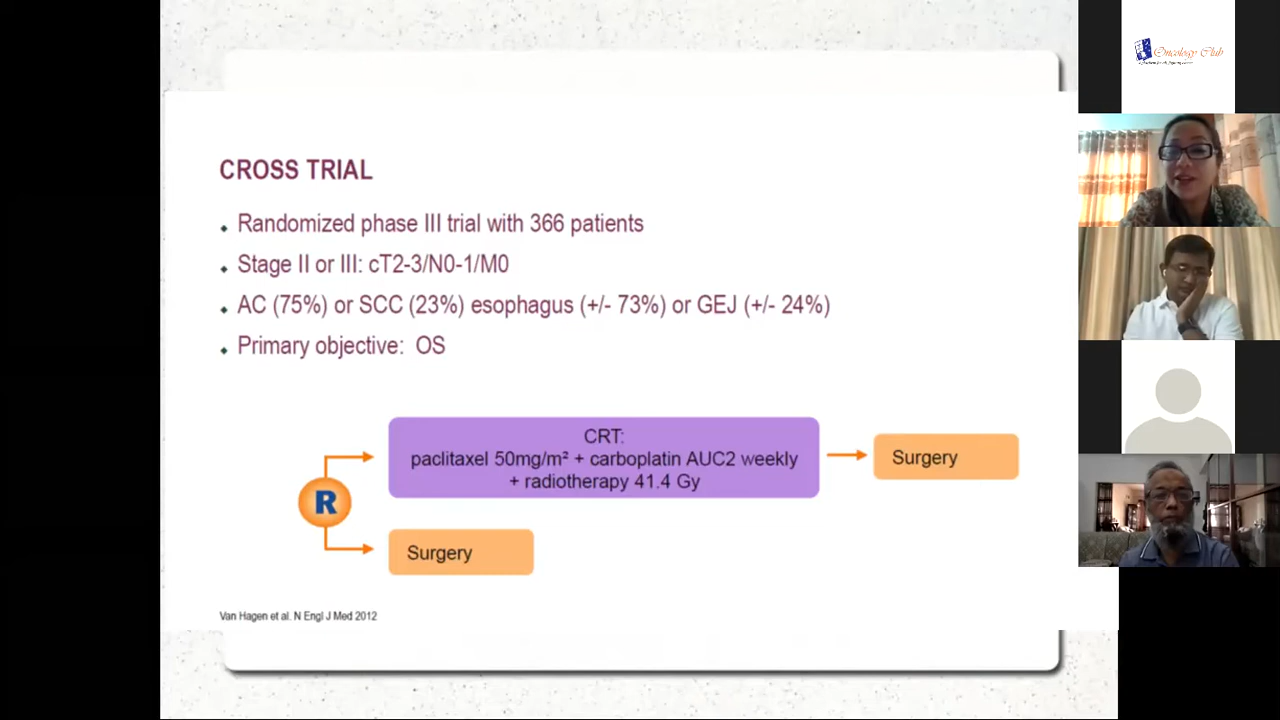 CROSS TRIAL
Randomized phase III trial with 366 patients
Stage II or III: cT2-3/N0-1/M0
AC (75%) or SCC (23%) esophagus (+/- 73%) or GEJ (+/- 24%)
Primary objective: OS
CRT:
paclitaxel 50mg/m² + carboplatin AUC2 weekly
+ radiotherapy 41.4 Gy
Surgery
R
Surgery
Van Hagen et al. N Engl J Med 2012
Oncology Club